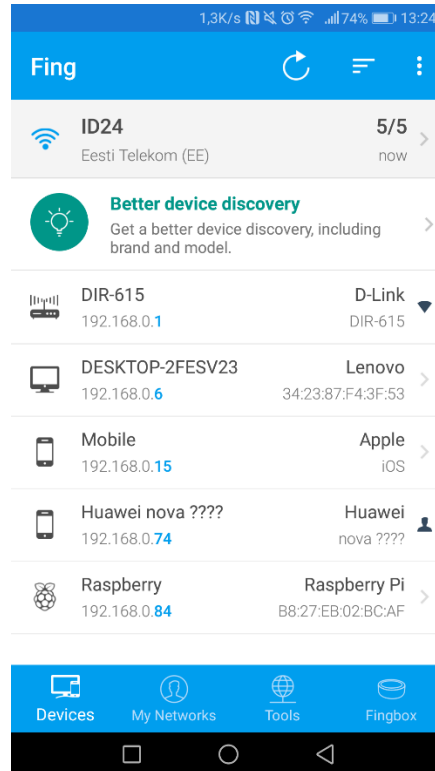 1,3K/s 74% 13:24
Fing
ID24 5/5
Eesti Telekom (EE) now
Better device discovery
Get a better device discovery, including
brand and model.
DIR-615 D-Link
192.168.0.1 DIR-615
DESKTOP-2FESV23 Lenovo
192.168.0.6 34:23:87:F4:3F:53
Mobile Apple
192.168.0.15 iOS
Huawei nova ???? Huawei
192.168.0.74 nova ????
Raspberry Raspberry Pi
192.168.0.84 B8:27:EB:02:BC:AF
Devices My Networks Tools Fingbox